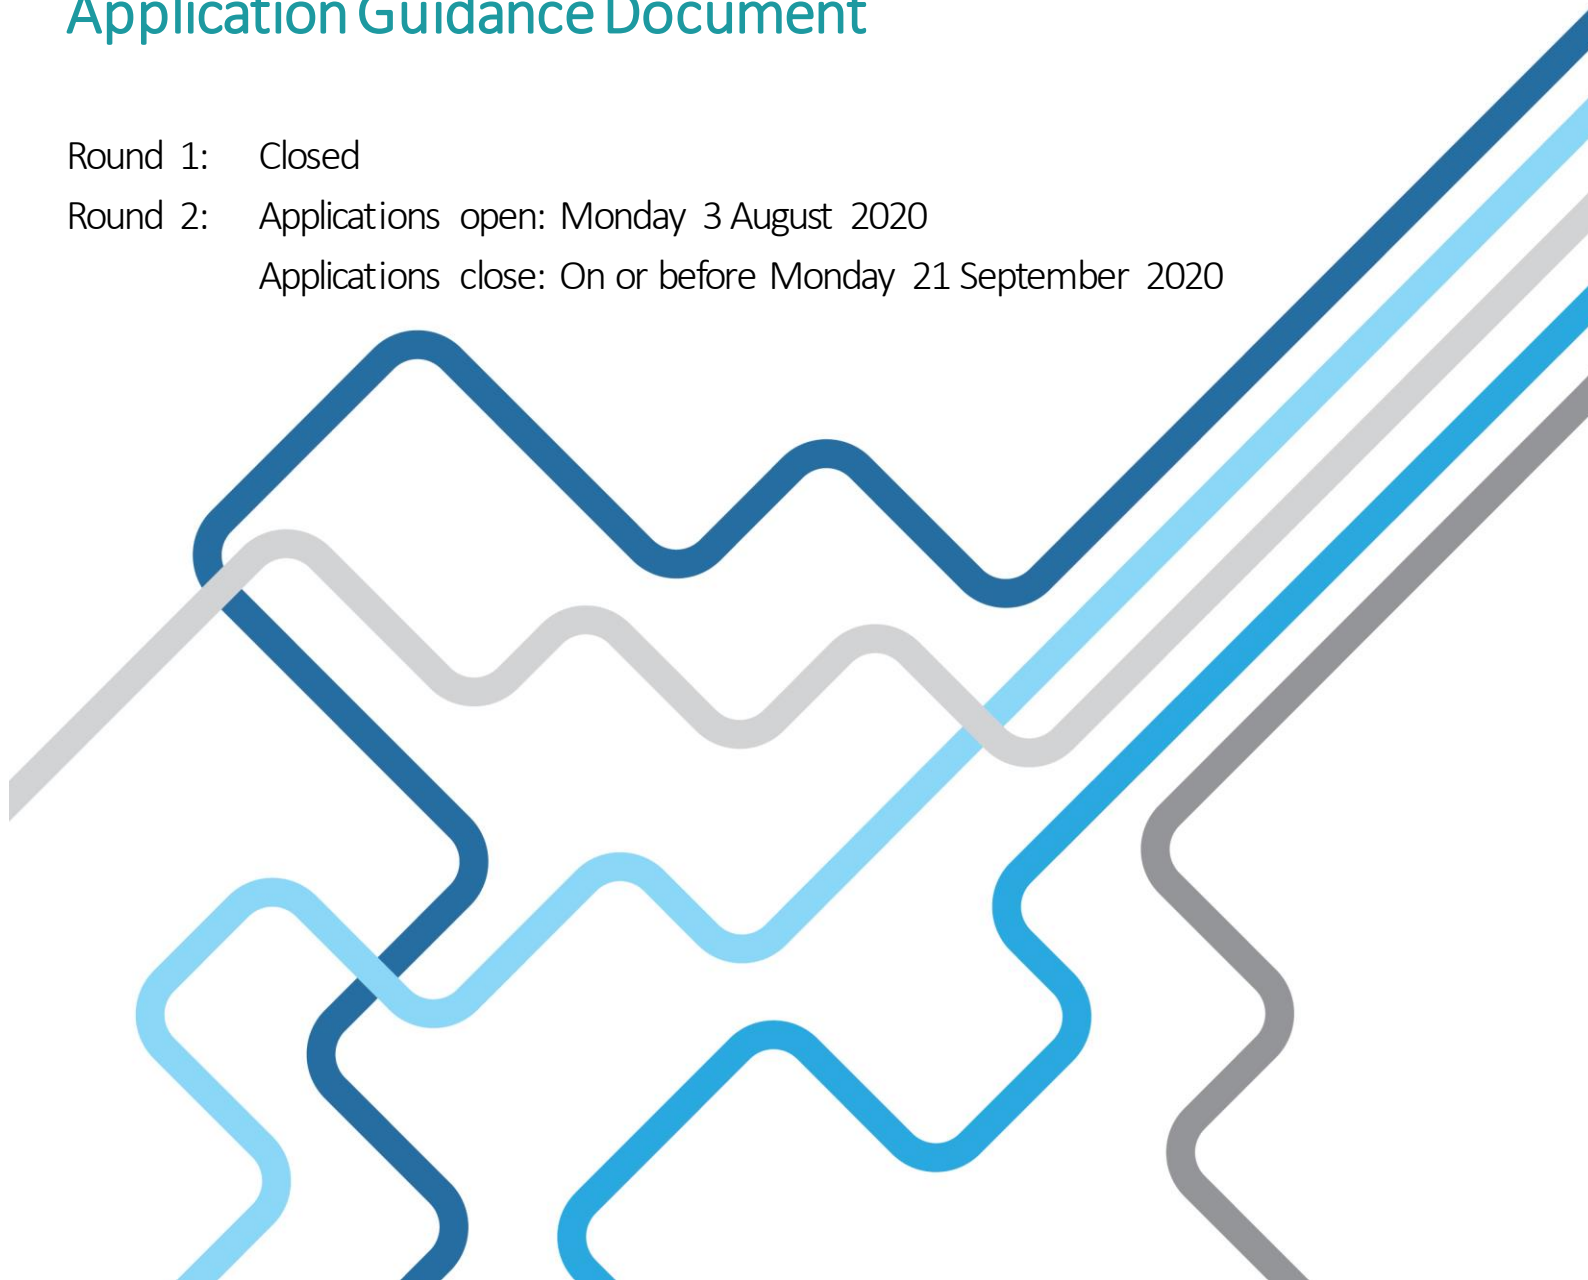 Application Guidance Document
Round 1: Closed
Round 2: Applications open: Monday 3 August 2020
Applications close: On or before Monday 21 September 2020